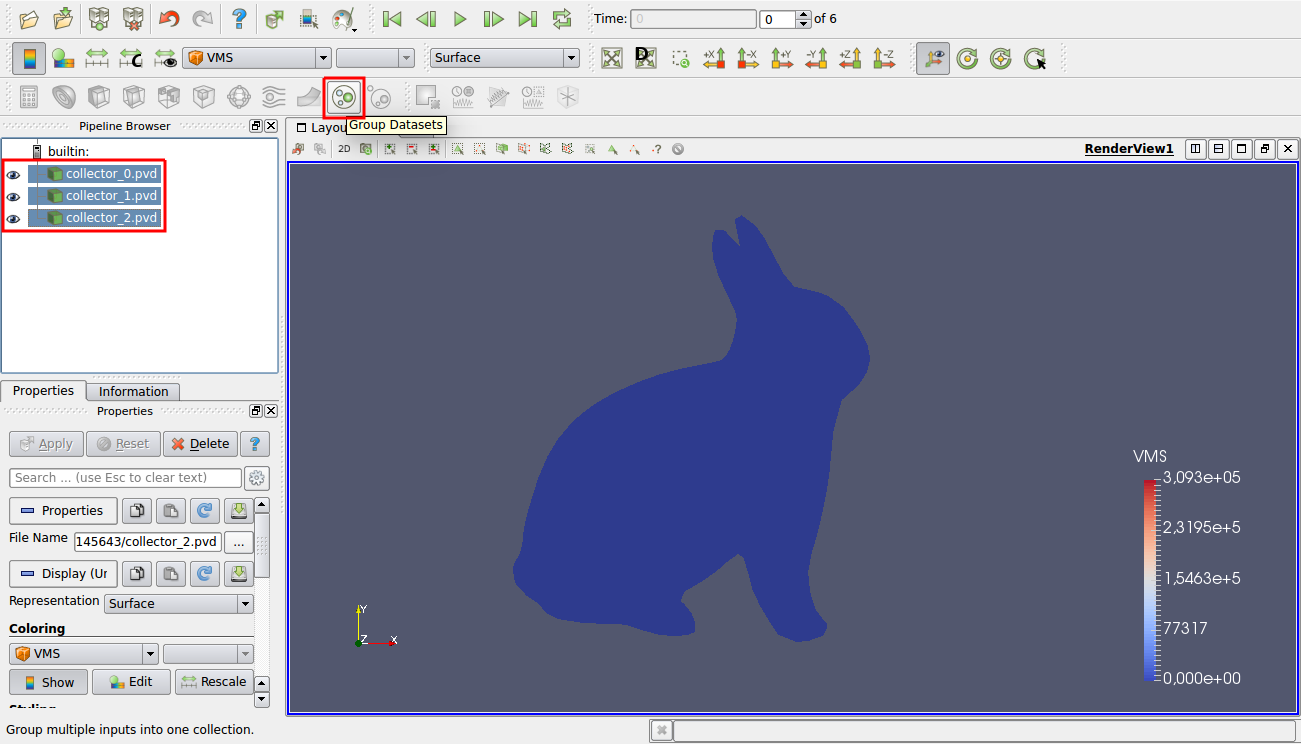 Time: 0 0 of 6
VMS Surface
Group Datasets
Pipeline Browser
Layou
builtin:
collector_0.pvd
collector_1.pvd
collector_2.pvd
2D
RenderView1
Properties Information
Properties
Apply Reset Delete ?
Search ... (use Esc to clear text)
Properties
File Name 145643/collector_2.pvd ...
Display (Ur
Representation Surface
Coloring
VMS
Show Edit Rescale
Styling
Y
Z X
VMS
3,093e+05
2,3195e+5
1,5463e+5
77317
0,000e+00
Group multiple inputs into one collection.